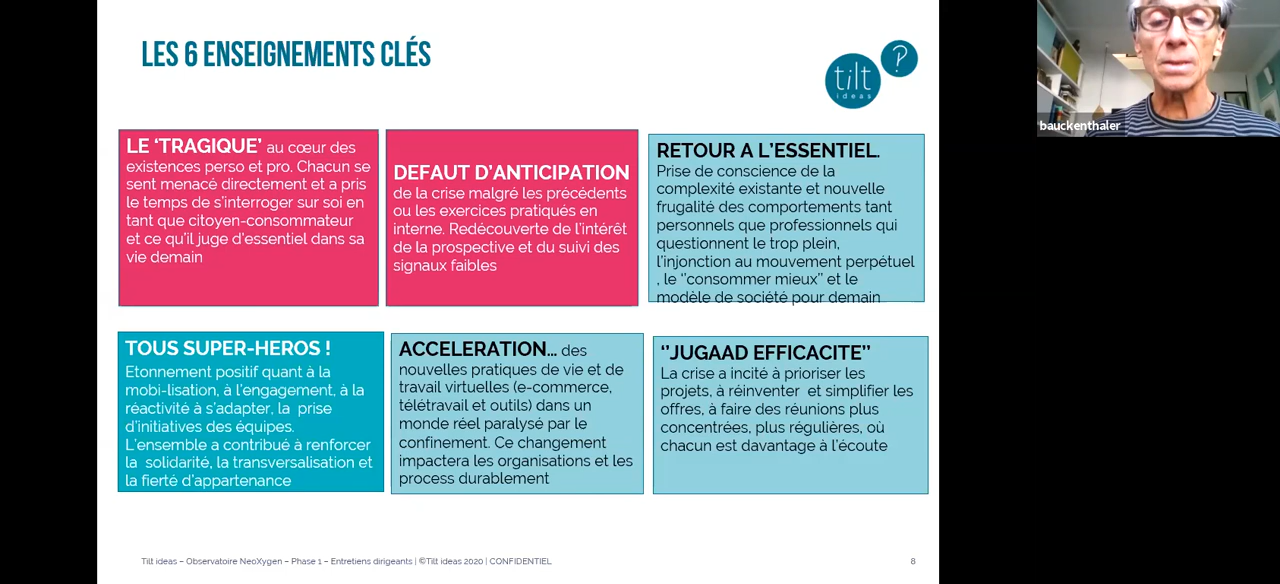 LES 6 ENSEIGNEMENTS CLÉS
tilt
ideas
?
bauckenthaler
LE ‘TRAGIQUE’ au cœur des
existences perso et pro. Chacun se
sent menacé directement et a pris
le temps de s’interroger sur soi en
tant que citoyen-consommateur
et ce qu’il juge d’essentiel dans sa
vie demain
DEFAUT D’ANTICIPATION
de la crise malgré les précédents
ou les exercices pratiqués en
interne. Redécouverte de l’intérêt
de la prospective et du suivi des
signaux faibles
RETOUR A L’ESSENTIEL.
Prise de conscience de la
complexité existante et nouvelle
frugalité des comportements tant
personnels que professionnels qui
questionnent le trop plein,
l’injonction au mouvement perpétuel
, le ‘’consommer mieux’’ et le
modèle de société pour demain
TOUS SUPER-HEROS !
Etonnement positif quant à la
mobi-lisation, à l’engagement, à la
réactivité à s’adapter, la prise
d’initiatives des équipes.
L’ensemble a contribué à renforcer
la solidarité, la transversalisation et
la fierté d’appartenance
ACCELERATION… des
nouvelles pratiques de vie et de
travail virtuelles (e-commerce,
télétravail et outils) dans un
monde réel paralysé par le
confinement. Ce changement
impactera les organisations et les
process durablement
‘’JUGAAD EFFICACITE’’
La crise a incité à prioriser les
projets, à réinventer et simplifier les
offres, à faire des réunions plus
concentrées, plus régulières, où
chacun est davantage à l’écoute
Tilt ideas – Observatoire NeoXygen – Phase 1 – Entretiens dirigeants | ©Tilt ideas 2020 | CONFIDENTIEL
8